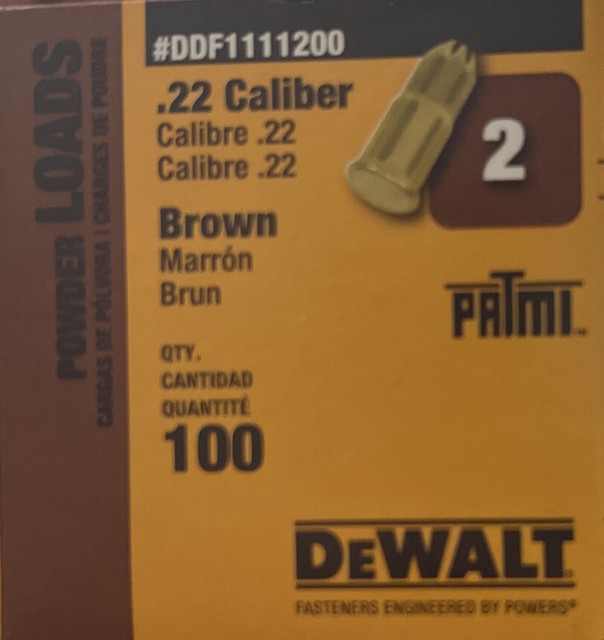 #DDF1111200
.22 Caliber
Calibre .22
Calibre .22
2
Brown
Marrón
Brun
PATMI™
QTY.
CANTIDAD
QUANTITÉ
100
DEWALT®
FASTENERS ENGINEERED BY POWERS®
POWDER LOADS
CARGAS DE PÓLVORA | CHARGES DE POUDRE